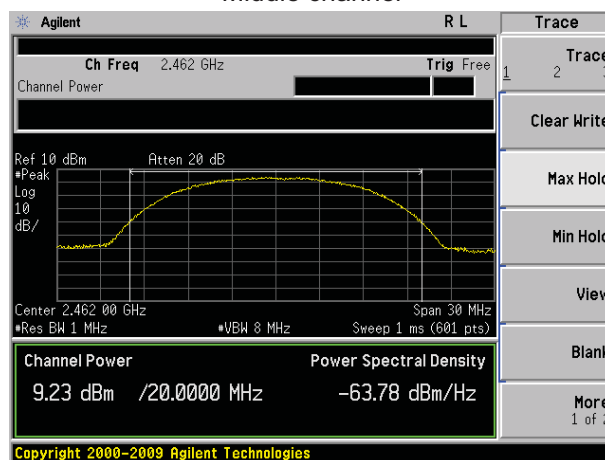 Middle channel
Agilent R L Trace
Ch Freq 2.462 GHz Trig Free
Channel Power
Trace
1 2
Clear Write
Ref 10 dBm Atten 20 dB
#Peak
Log
10
dB/
Max Hold
Min Hold
View
Center 2.462 00 GHz Span 30 MHz
#Res BW 1 MHz #VBW 8 MHz Sweep 1 ms (601 pts)
Channel Power Power Spectral Density
9.23 dBm /20.0000 MHz -63.78 dBm/Hz
Blank
More
1 of 2
Copyright 2000-2009 Agilent Technologies